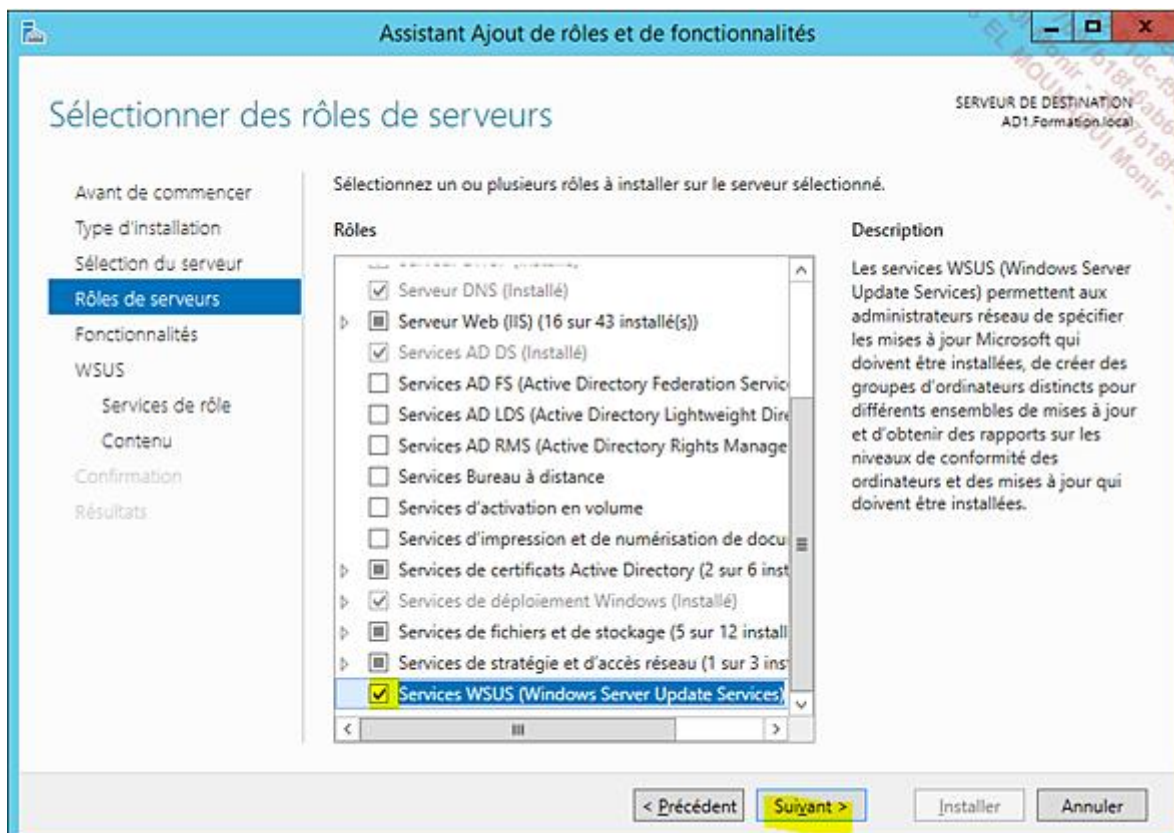 Assistant Ajout de rôles et de fonctionnalités
Sélectionner des rôles de serveurs
SERVEUR DE DESTINATION
AD1.Formation.local
Avant de commencer
Type d'installation
Sélection du serveur
Rôles de serveurs
Fonctionnalités
WSUS
Services de rôle
Contenu
Confirmation
Résultats
Sélectionnez un ou plusieurs rôles à installer sur le serveur sélectionné.
Rôles
Serveur DNS (Installé)
Serveur Web (IIS) (16 sur 43 installé(s))
Services AD DS (Installé)
Services AD FS (Active Directory Federation Servic
Services AD LDS (Active Directory Lightweight Dire
Services AD RMS (Active Directory Rights Manage
Services Bureau à distance
Services d'activation en volume
Services d'impression et de numérisation de docu
Services de certificats Active Directory (2 sur 6 inst
Services de déploiement Windows (Installé)
Services de fichiers et de stockage (5 sur 12 install
Services de stratégie et d'accès réseau (1 sur 3 ins
Services WSUS (Windows Server Update Services)
Description
Les services WSUS (Windows Server
Update Services) permettent aux
administrateurs réseau de spécifier
les mises à jour Microsoft qui
doivent être installées, de créer des
groupes d'ordinateurs distincts pour
différents ensembles de mises à jour
et d'obtenir des rapports sur les
niveaux de conformité des
ordinateurs et des mises à jour qui
doivent être installées.
< Précédent
Suivant >
Installer
Annuler